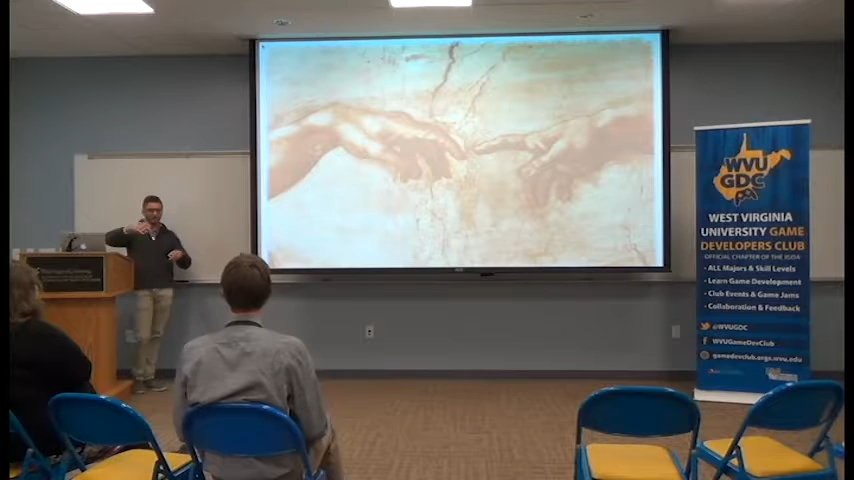 WVU
GDC
WEST VIRGINIA
UNIVERSITY GAME
DEVELOPERS CLUB
OFFICIAL CHAPTER OF THE IGDA
· ALL Majors & Skill Levels
· Learn Game Development
· Club Events & Game Jams
· Collaboration & Feedback
@WVUGDC
WVUGameDevClub
gamedevclub.orgs.wvu.edu